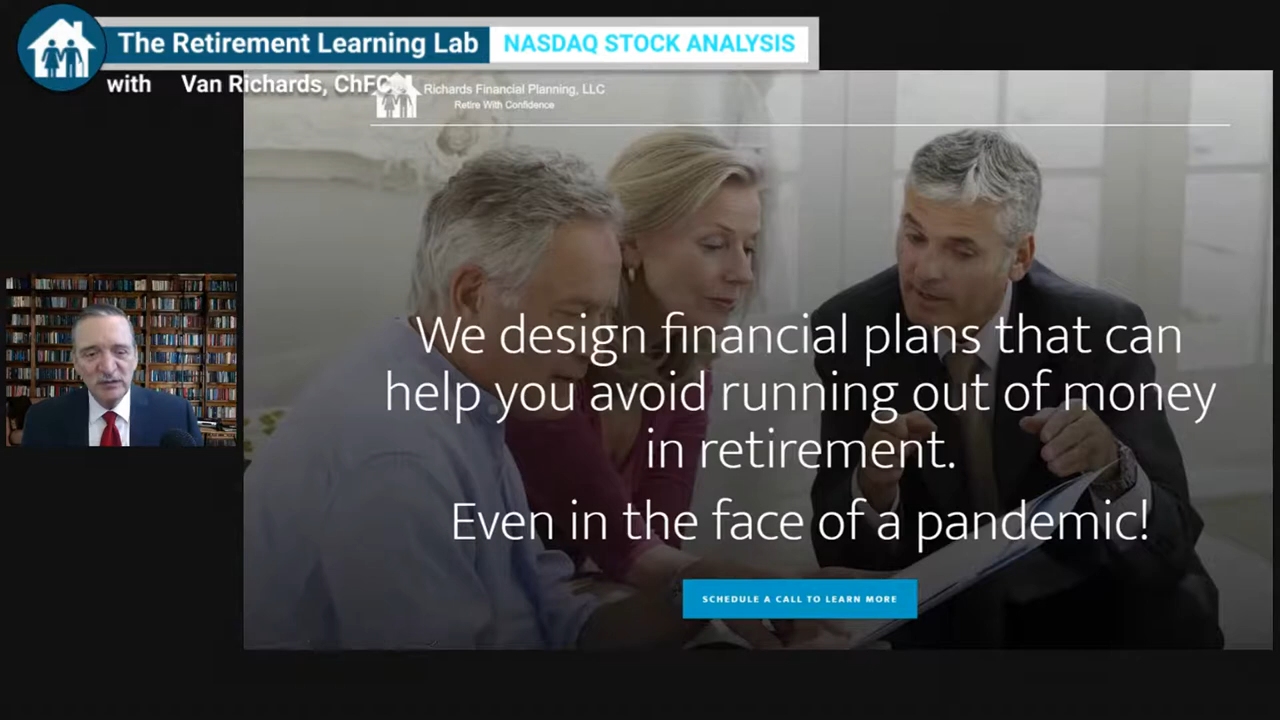 The Retirement Learning Lab
NASDAQ STOCK ANALYSIS
with Van Richards, ChFC
Richards Financial Planning, LLC
Retire With Confidence
We design financial plans that can
help you avoid running out of money
in retirement.
Even in the face of a pandemic!
SCHEDULE A CALL TO LEARN MORE